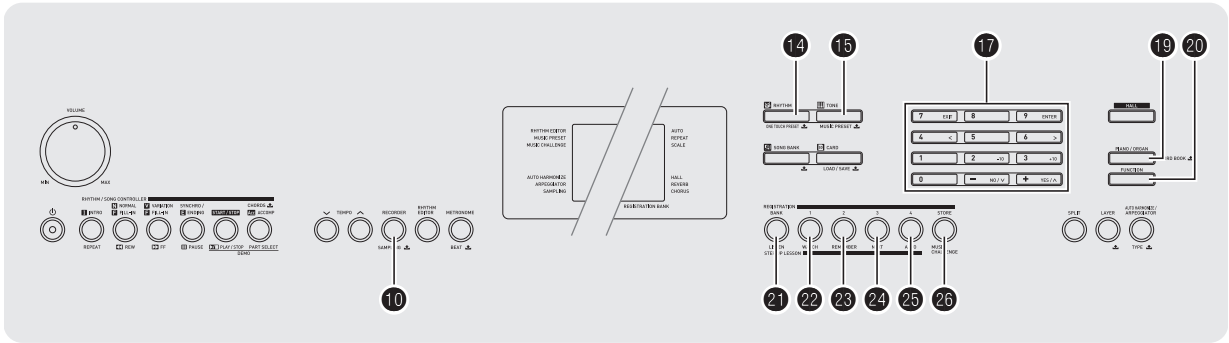 14
15
17
19
20
VOLUME
MIN
MAX
RHYTHM EDITOR
MUSIC PRESET
MUSIC CHALLENGE
AUTO
REPEAT
SCALE
AUTO HARMONIZE
ARPEGGIATOR
SAMPLING
HALL
REVERB
CHORUS
REGISTRATION BANK
RHYTHM
TONE
ONE TOUCH PRESET
MUSIC PRESET
SONG BANK
CARD
LOAD / SAVE
7 EXIT
8
9 ENTER
4 <
5
6 >
1
2 -10
3 +10
0
− NO / ∨
+ YES / ∧
HALL
PIANO / ORGAN
RD BOOK
FUNCTION
RHYTHM / SONG CONTROLLER
N NORMAL
V VARIATION
SYNCHRO /
CHORDS
I INTRO
F FILL-IN
F FILL-IN
E ENDING
START/STOP
ACCOMP
REPEAT
REW
FF
PAUSE
PLAY / STOP
PART SELECT
DEMO
∨ TEMPO ∧
RECORDER
RHYTHM
EDITOR
METRONOME
BEAT
REGISTRATION
BANK
1
2
3
4
STORE
STEP
LESSON
SPLIT
LAYER
AUTO HARMONIZE/
ARPEGGIATOR
TYPE
10
21
22
23
24
25
26